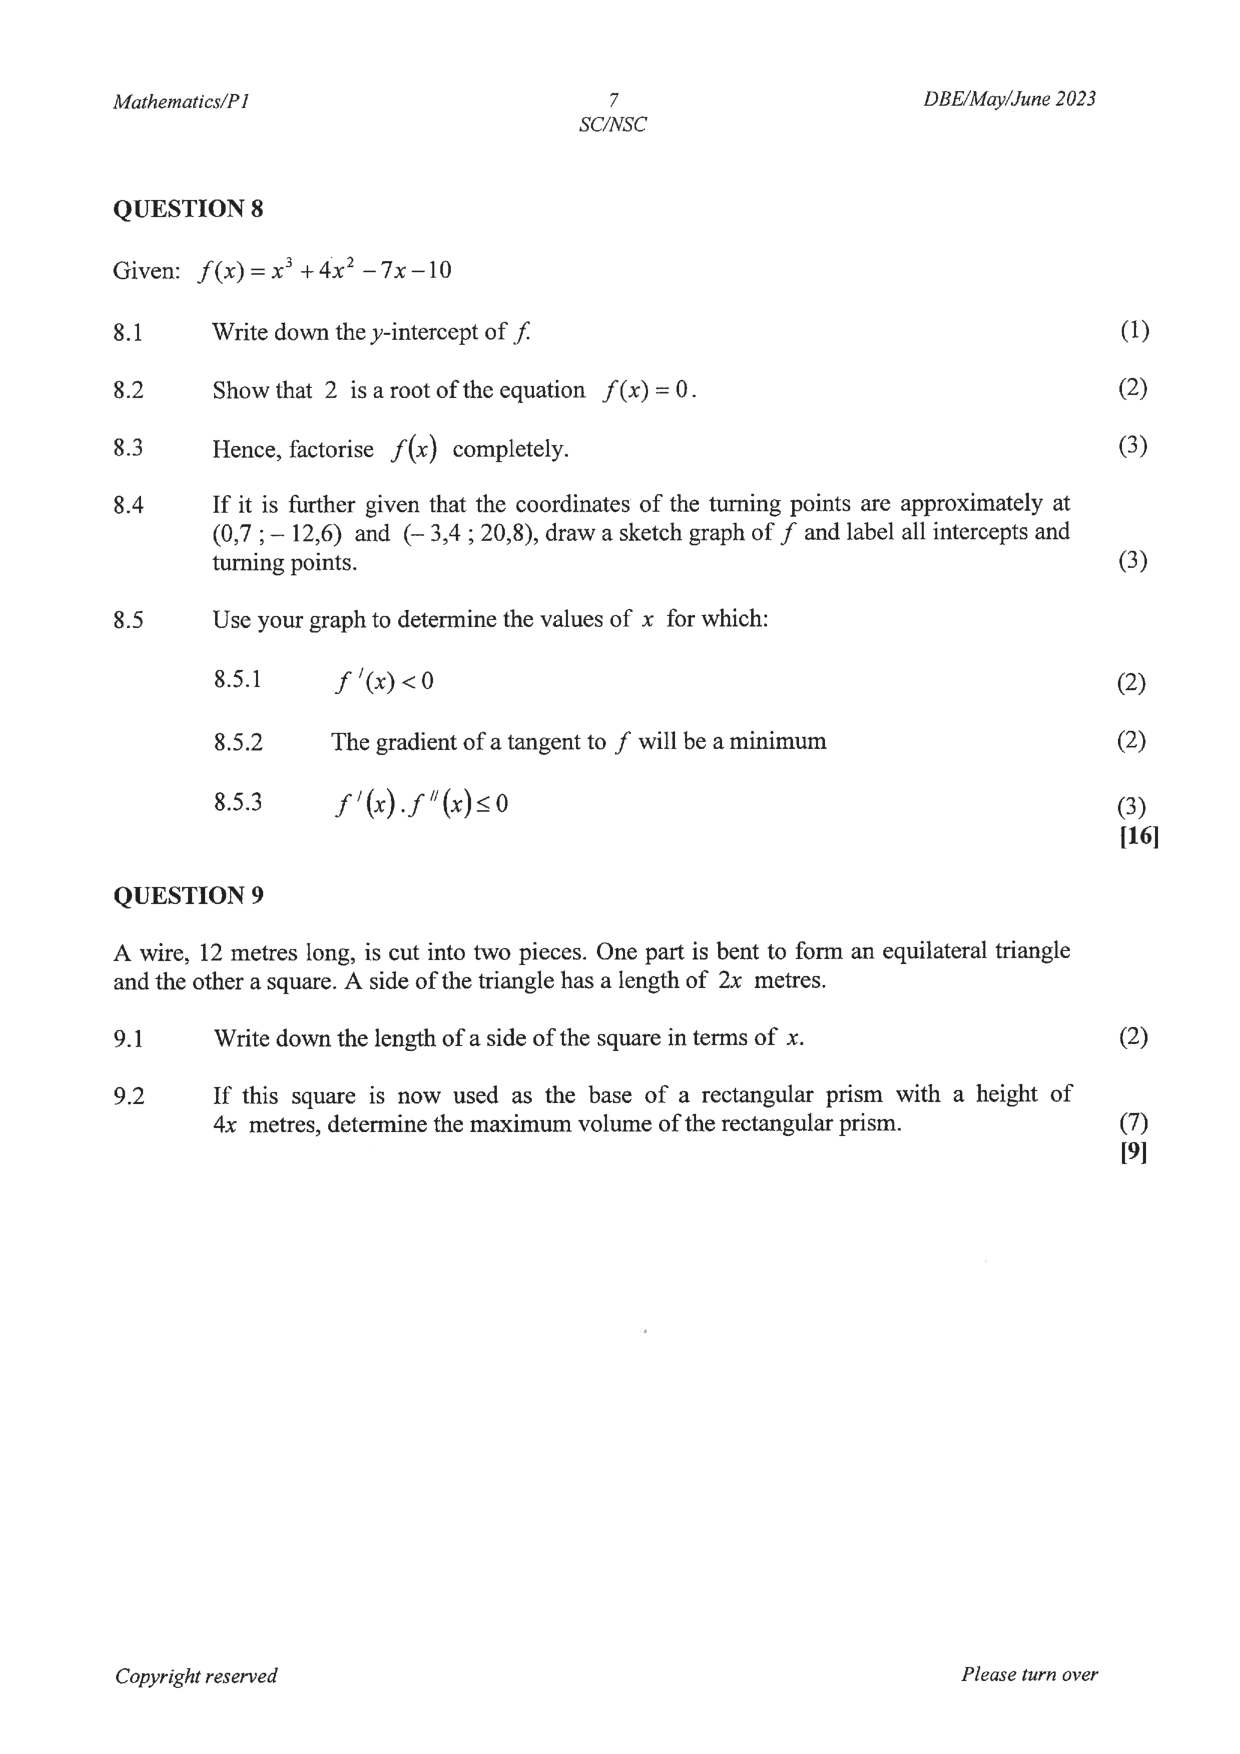 Mathematics/P1 7 DBE/May/June 2023
SC/NSC
QUESTION 8
Given: f(x) = x³ + 4x² − 7x − 10
8.1 Write down the y-intercept of f. (1)
8.2 Show that 2 is a root of the equation f(x) = 0. (2)
8.3 Hence, factorise f(x) completely. (3)
8.4 If it is further given that the coordinates of the turning points are approximately at
(0,7 ; – 12,6) and (– 3,4 ; 20,8), draw a sketch graph of f and label all intercepts and
turning points. (3)
8.5 Use your graph to determine the values of x for which:
8.5.1 f ′(x) < 0 (2)
8.5.2 The gradient of a tangent to f will be a minimum (2)
8.5.3 f ′(x) . f ″(x) ≤ 0 (3)
[16]
QUESTION 9
A wire, 12 metres long, is cut into two pieces. One part is bent to form an equilateral triangle
and the other a square. A side of the triangle has a length of 2x metres.
9.1 Write down the length of a side of the square in terms of x. (2)
9.2 If this square is now used as the base of a rectangular prism with a height of
4x metres, determine the maximum volume of the rectangular prism. (7)
[9]
Copyright reserved Please turn over